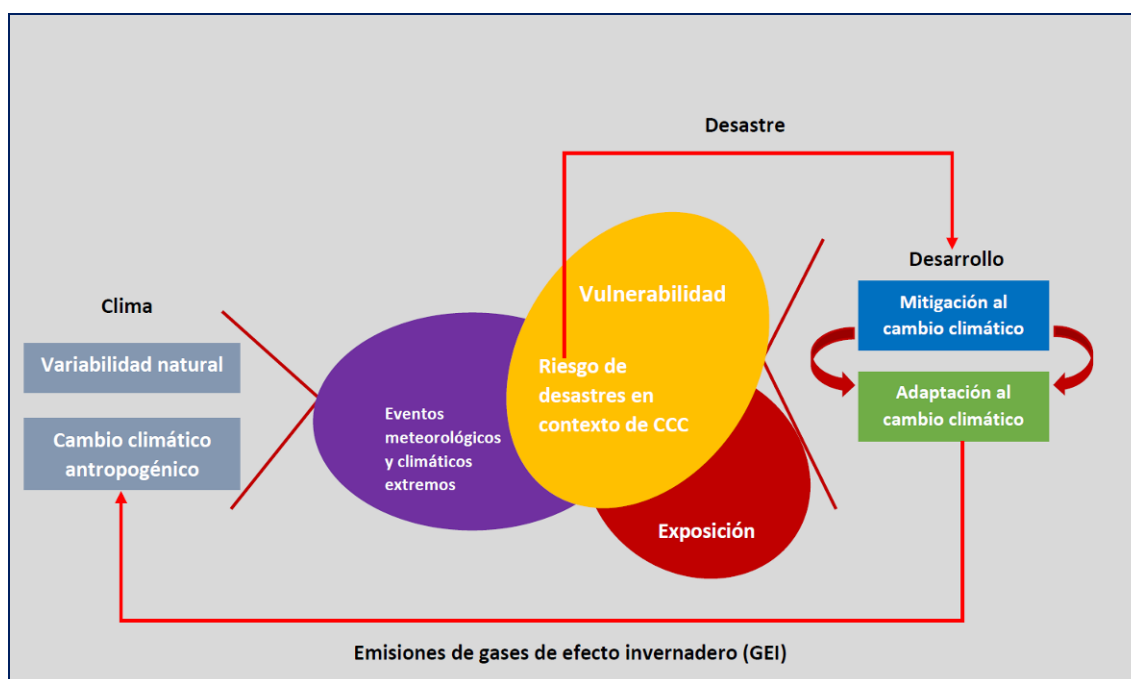 Desastre
Clima
Variabilidad natural
Cambio climático
antropogénico
Eventos
meteorológicos
y climáticos
extremos
Vulnerabilidad
Riesgo de
desastres en
contexto de CCC
Exposición
Desarrollo
Mitigación al
cambio climático
Adaptación al
cambio climático
Emisiones de gases de efecto invernadero (GEI)